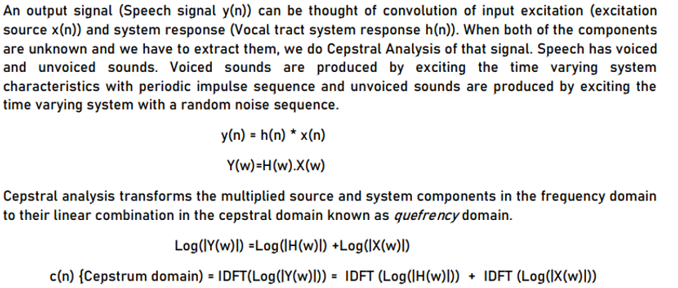 An output signal (Speech signal y(n)) can be thought of convolution of input excitation (excitation
source x(n)) and system response (Vocal tract system response h(n)). When both of the components
are unknown and we have to extract them, we do Cepstral Analysis of that signal. Speech has voiced
and unvoiced sounds. Voiced sounds are produced by exciting the time varying system
characteristics with periodic impulse sequence and unvoiced sounds are produced by exciting the
time varying system with a random noise sequence.
y(n) = h(n) * x(n)
Y(w)=H(w).X(w)
Cepstral analysis transforms the multiplied source and system components in the frequency domain
to their linear combination in the cepstral domain known as quefrency domain.
Log(|Y(w)|) =Log(|H(w)|) +Log(|X(w)|)
c(n) {Cepstrum domain) = IDFT(Log(|Y(w)|)) = IDFT (Log(|H(w)|)) + IDFT (Log(|X(w)|))